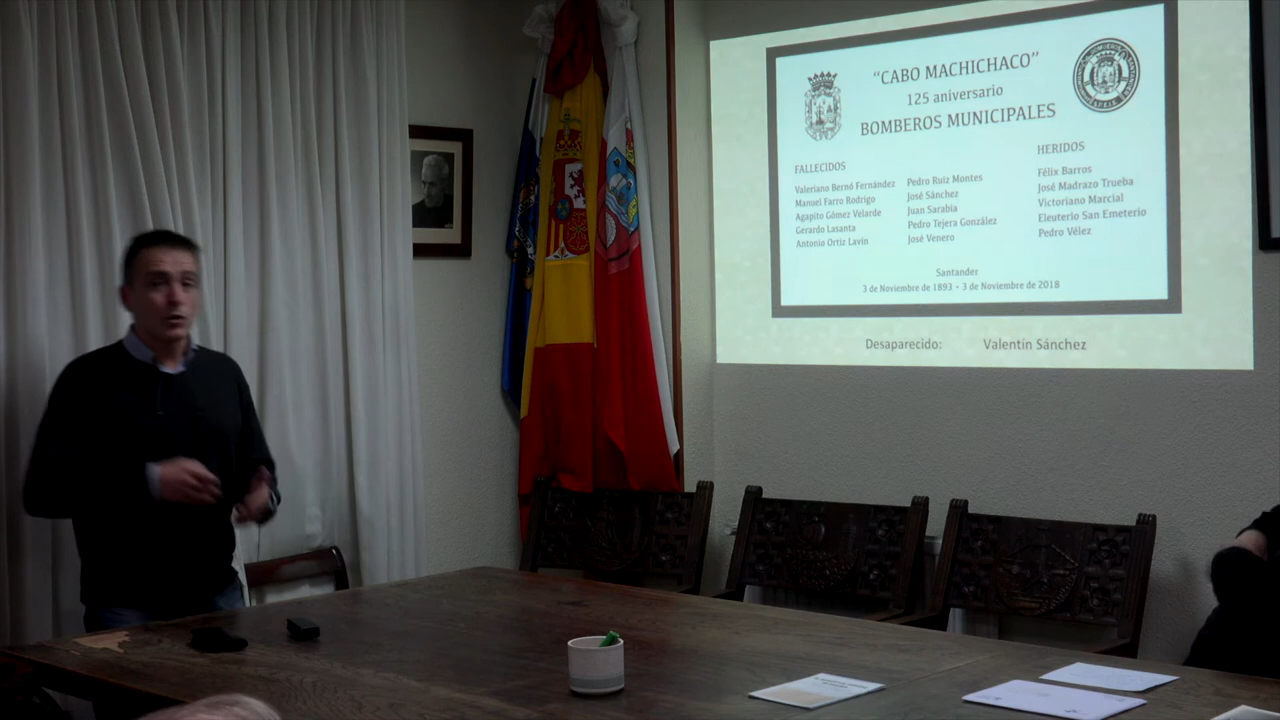 “CABO MACHICHACO”
125 aniversario
BOMBEROS MUNICIPALES
FALLECIDOS
Valeriano Bernó Fernández
Manuel Farro Rodrigo
Agapito Gómez Velarde
Gerardo Lasanta
Antonio Ortiz Lavín
Pedro Ruiz Montes
José Sánchez
Juan Sarabia
Pedro Tejera González
José Venero
HERIDOS
Félix Barros
José Madrazo Trueba
Victoriano Marcial
Eleuterio San Emeterio
Pedro Vélez
Santander
3 de Noviembre de 1893 • 3 de Noviembre de 2018
Desaparecido: Valentín Sánchez